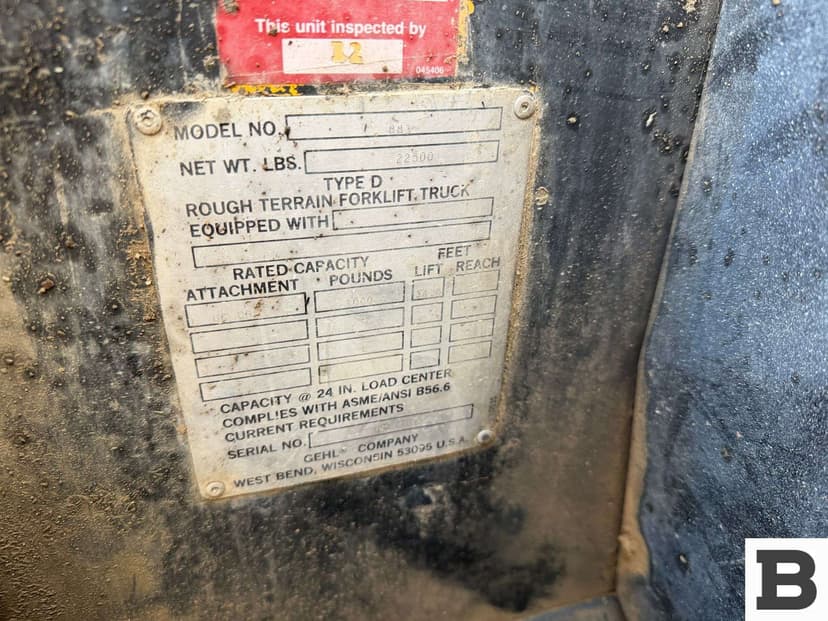 This unit inspected by
045406
MODEL NO. 883
NET WT. LBS. 22500
TYPE D
ROUGH TERRAIN FORKLIFT TRUCK
EQUIPPED WITH
RATED CAPACITY FEET
ATTACHMENT POUNDS LIFT REACH
CAPACITY @ 24 IN. LOAD CENTER
COMPLIES WITH ASME/ANSI B56.6
CURRENT REQUIREMENTS
SERIAL NO.
GEHL® COMPANY
WEST BEND, WISCONSIN 53095 U.S.A.
B